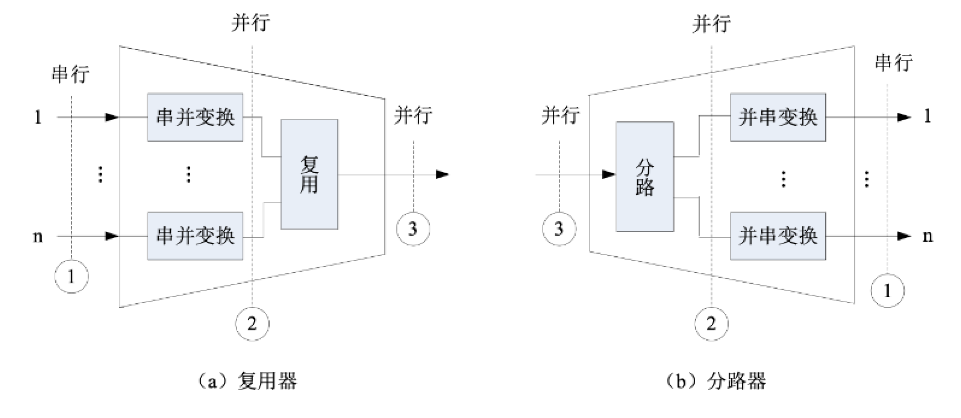 并行
串行
1
串并变换
复用
并行
⋮
⋮
n
串并变换
①
②
③
(a)复用器
并行
串行
并行
分路
并串变换
1
⋮
⋮
并串变换
n
③
②
①
(b)分路器